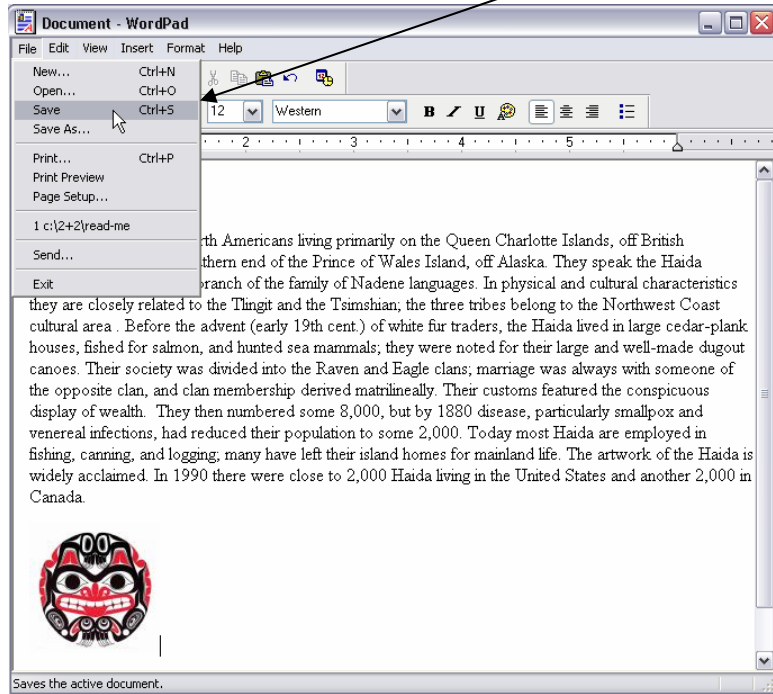 Document - WordPad
File Edit View Insert Format Help
New... Ctrl+N
Open... Ctrl+O
Save Ctrl+S
Save As...
Print... Ctrl+P
Print Preview
Page Setup...
1 c:\2+2\read-me
Send...
Exit
12 Western B / U
2 3 4 5
th Americans living primarily on the Queen Charlotte Islands, off British
thern end of the Prince of Wales Island, off Alaska. They speak the Haida
ranch of the family of Nadene languages. In physical and cultural characteristics
they are closely related to the Tlingit and the Tsimshian; the three tribes belong to the Northwest Coast
cultural area . Before the advent (early 19th cent.) of white fur traders, the Haida lived in large cedar-plank
houses, fished for salmon, and hunted sea mammals; they were noted for their large and well-made dugout
canoes. Their society was divided into the Raven and Eagle clans; marriage was always with someone of
the opposite clan, and clan membership derived matrilineally. Their customs featured the conspicuous
display of wealth. They then numbered some 8,000, but by 1880 disease, particularly smallpox and
venereal infections, had reduced their population to some 2,000. Today most Haida are employed in
fishing, canning, and logging; many have left their island homes for mainland life. The artwork of the Haida is
widely acclaimed. In 1990 there were close to 2,000 Haida living in the United States and another 2,000 in
Canada.
Saves the active document.